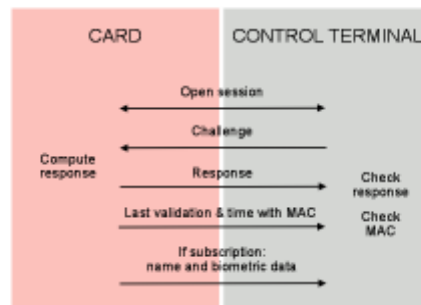 CARD
CONTROL TERMINAL
Open session
Challenge
Compute
response
Response
Check
response
Last validation & time with MAC
Check
MAC
If subscription:
name and biometric data